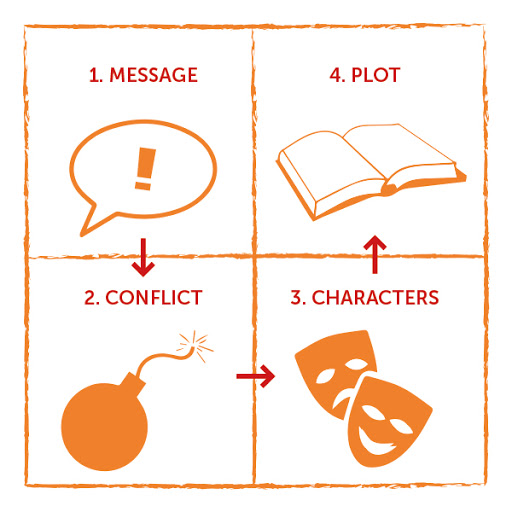 1. MESSAGE
4. PLOT
!
2. CONFLICT
3. CHARACTERS